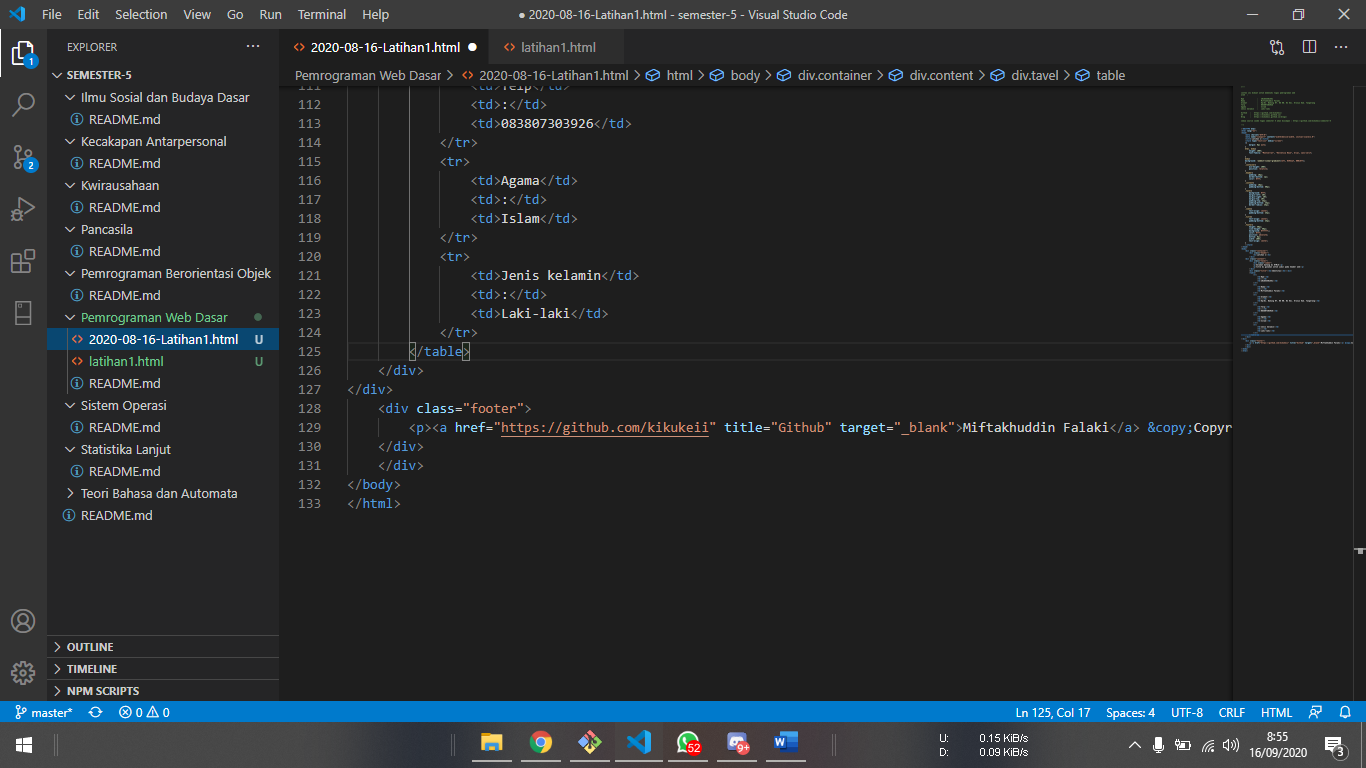 File Edit Selection View Go Run Terminal Help
● 2020-08-16-Latihan1.html - semester-5 - Visual Studio Code
EXPLORER
2020-08-16-Latihan1.html
latihan1.html
Pemrograman Web Dasar > 2020-08-16-Latihan1.html > html > body > div.container > div.content > div.tavel > table
1
2
SEMESTER-5
Ilmu Sosial dan Budaya Dasar
README.md
Kecakapan Antarpersonal
README.md
Kwirausahaan
README.md
Pancasila
README.md
Pemrograman Berorientasi Objek
README.md
Pemrograman Web Dasar
2020-08-16-Latihan1.html U
latihan1.html U
README.md
Sistem Operasi
README.md
Statistika Lanjut
README.md
Teori Bahasa dan Automata
README.md
OUTLINE
TIMELINE
NPM SCRIPTS
111 <td>Telp</td>
112 <td>:</td>
113 <td>083807303926</td>
114 </tr>
115 <tr>
116 <td>Agama</td>
117 <td>:</td>
118 <td>Islam</td>
119 </tr>
120 <tr>
121 <td>Jenis kelamin</td>
122 <td>:</td>
123 <td>Laki-laki</td>
124 </tr>
125 </table>
126 </div>
127 </div>
128 <div class="footer">
129 <p><a href="https://github.com/kikukeii" title="Github" target="_blank">Miftakhuddin Falaki</a> &copy;Copyr
130 </div>
131 </div>
132 </body>
133 </html>
master* 0 0
Ln 125, Col 17 Spaces: 4 UTF-8 CRLF HTML
52
9+
U: 0.15 KiB/s
D: 0.09 KiB/s
8:55
16/09/2020
3